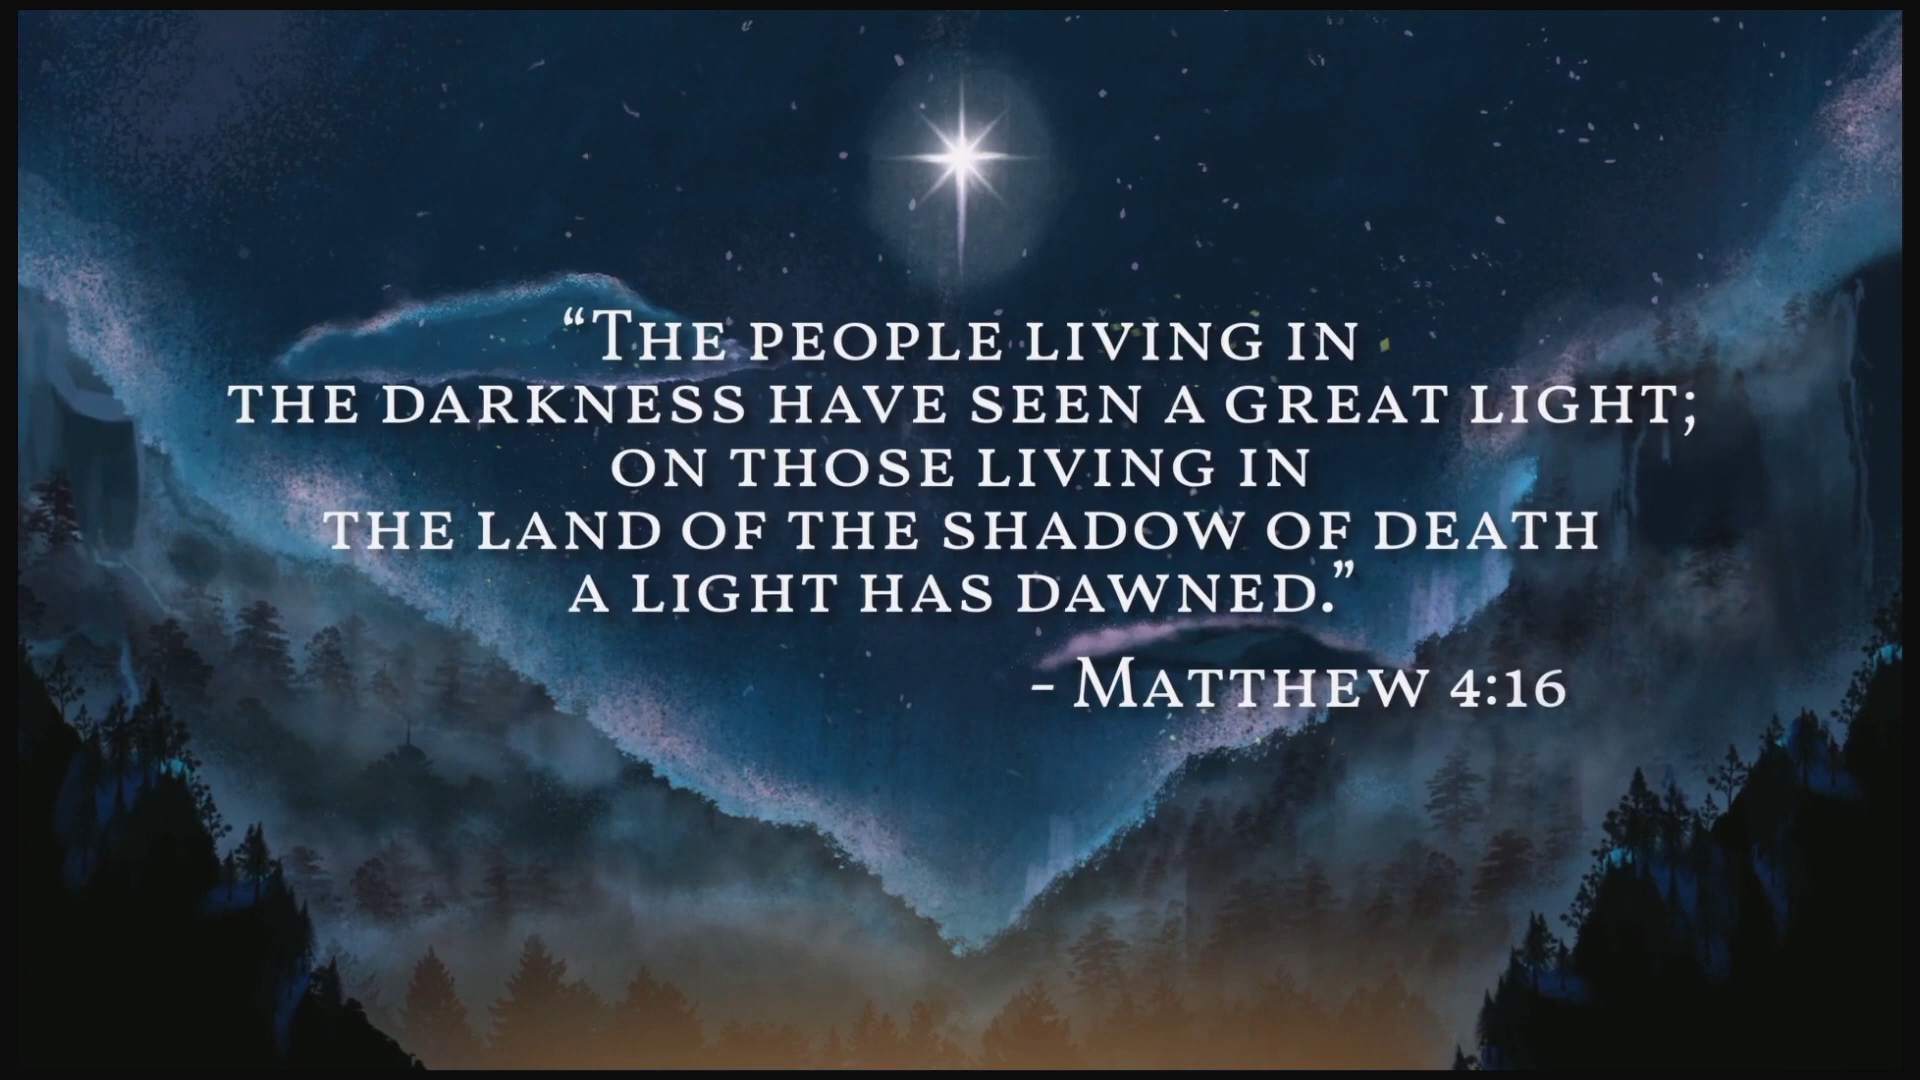 “The people living in
the darkness have seen a great light;
on those living in
the land of the shadow of death
a light has dawned.”
- Matthew 4:16